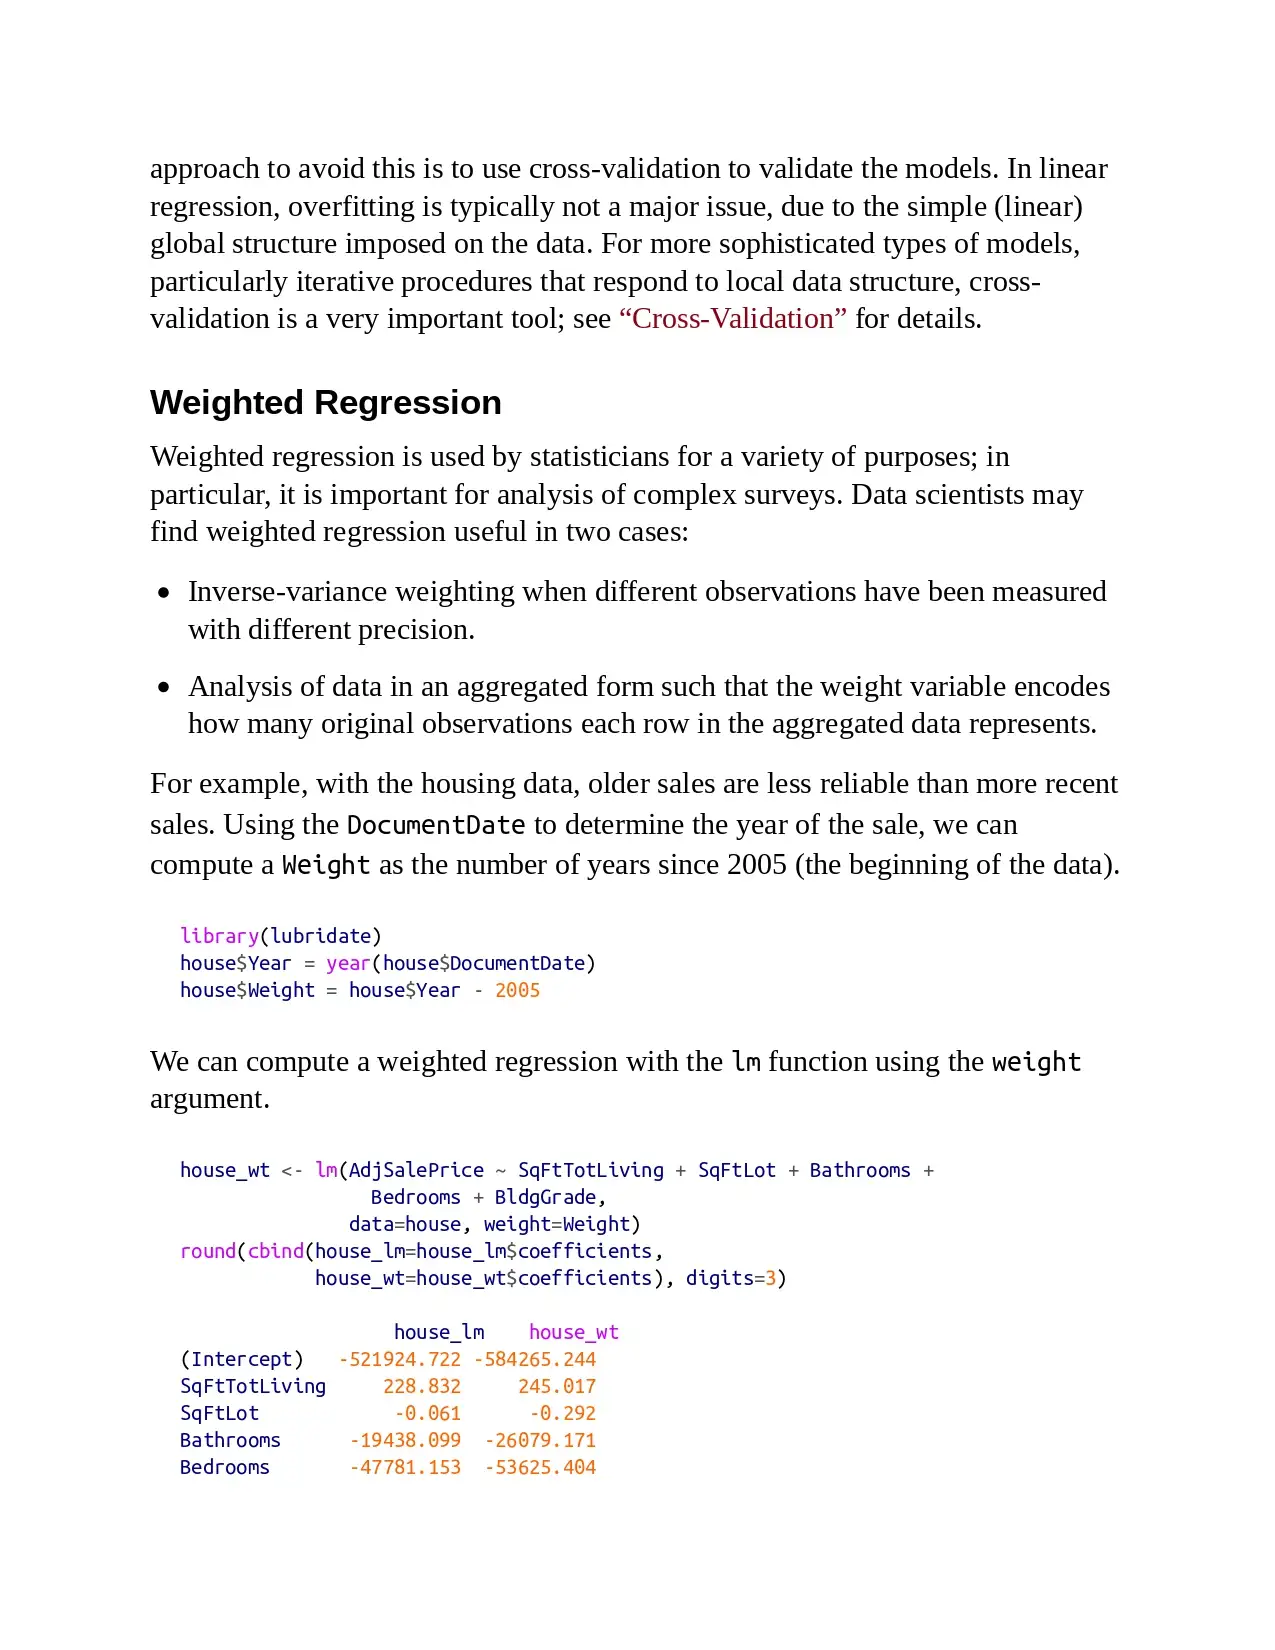 approach to avoid this is to use cross-validation to validate the models. In linear
regression, overfitting is typically not a major issue, due to the simple (linear)
global structure imposed on the data. For more sophisticated types of models,
particularly iterative procedures that respond to local data structure, cross-
validation is a very important tool; see “Cross-Validation” for details.
Weighted Regression
Weighted regression is used by statisticians for a variety of purposes; in
particular, it is important for analysis of complex surveys. Data scientists may
find weighted regression useful in two cases:
● Inverse-variance weighting when different observations have been measured
with different precision.
● Analysis of data in an aggregated form such that the weight variable encodes
how many original observations each row in the aggregated data represents.
For example, with the housing data, older sales are less reliable than more recent
sales. Using the DocumentDate to determine the year of the sale, we can
compute a Weight as the number of years since 2005 (the beginning of the data).
library(lubridate)
house$Year = year(house$DocumentDate)
house$Weight = house$Year - 2005
We can compute a weighted regression with the lm function using the weight
argument.
house_wt <- lm(AdjSalePrice ~ SqFtTotLiving + SqFtLot + Bathrooms +
Bedrooms + BldgGrade,
data=house, weight=Weight)
round(cbind(house_lm=house_lm$coefficients,
house_wt=house_wt$coefficients), digits=3)
house_lm house_wt
(Intercept) -521924.722 -584265.244
SqFtTotLiving 228.832 245.017
SqFtLot -0.061 -0.292
Bathrooms -19438.099 -26079.171
Bedrooms -47781.153 -53625.404